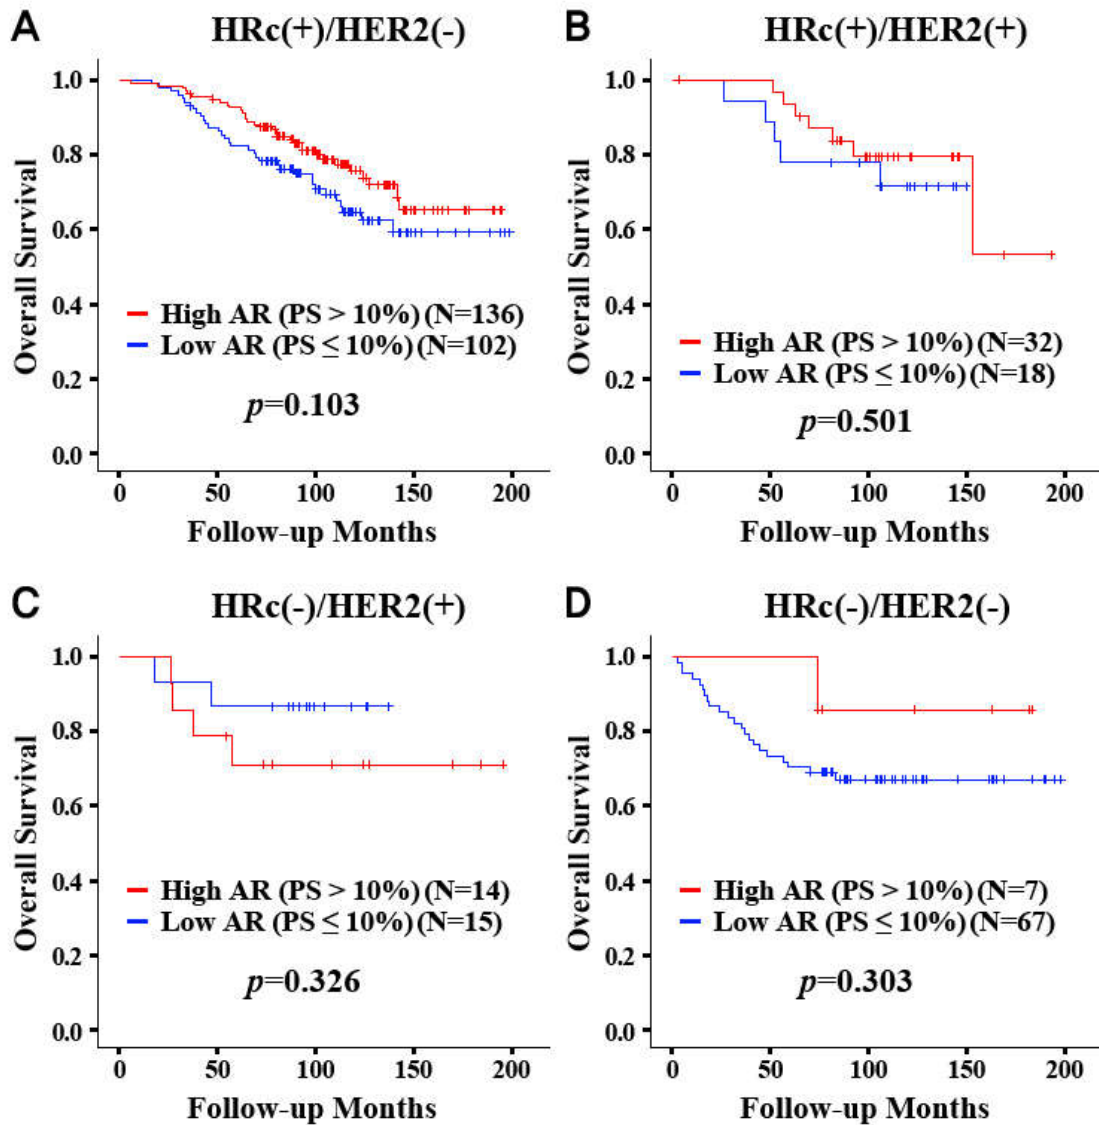 A
HRc(+)/HER2(-)
1.0
0.8
0.6
0.4
0.2
0.0
Overall Survival
High AR (PS > 10%) (N=136)
Low AR (PS ≤ 10%) (N=102)
p=0.103
0 50 100 150 200
Follow-up Months
B
HRc(+)/HER2(+)
1.0
0.8
0.6
0.4
0.2
0.0
Overall Survival
High AR (PS > 10%) (N=32)
Low AR (PS ≤ 10%) (N=18)
p=0.501
0 50 100 150 200
Follow-up Months
C
HRc(-)/HER2(+)
1.0
0.8
0.6
0.4
0.2
0.0
Overall Survival
High AR (PS > 10%) (N=14)
Low AR (PS ≤ 10%) (N=15)
p=0.326
0 50 100 150 200
Follow-up Months
D
HRc(-)/HER2(-)
1.0
0.8
0.6
0.4
0.2
0.0
Overall Survival
High AR (PS > 10%) (N=7)
Low AR (PS ≤ 10%) (N=67)
p=0.303
0 50 100 150 200
Follow-up Months